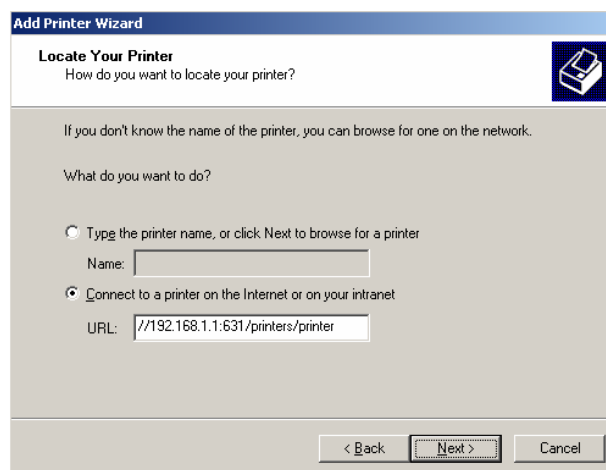 Add Printer Wizard
Locate Your Printer
How do you want to locate your printer?
If you don't know the name of the printer, you can browse for one on the network.
What do you want to do?
Type the printer name, or click Next to browse for a printer
Name:
Connect to a printer on the Internet or on your intranet
URL: //192.168.1.1:631/printers/printer
< Back Next > Cancel